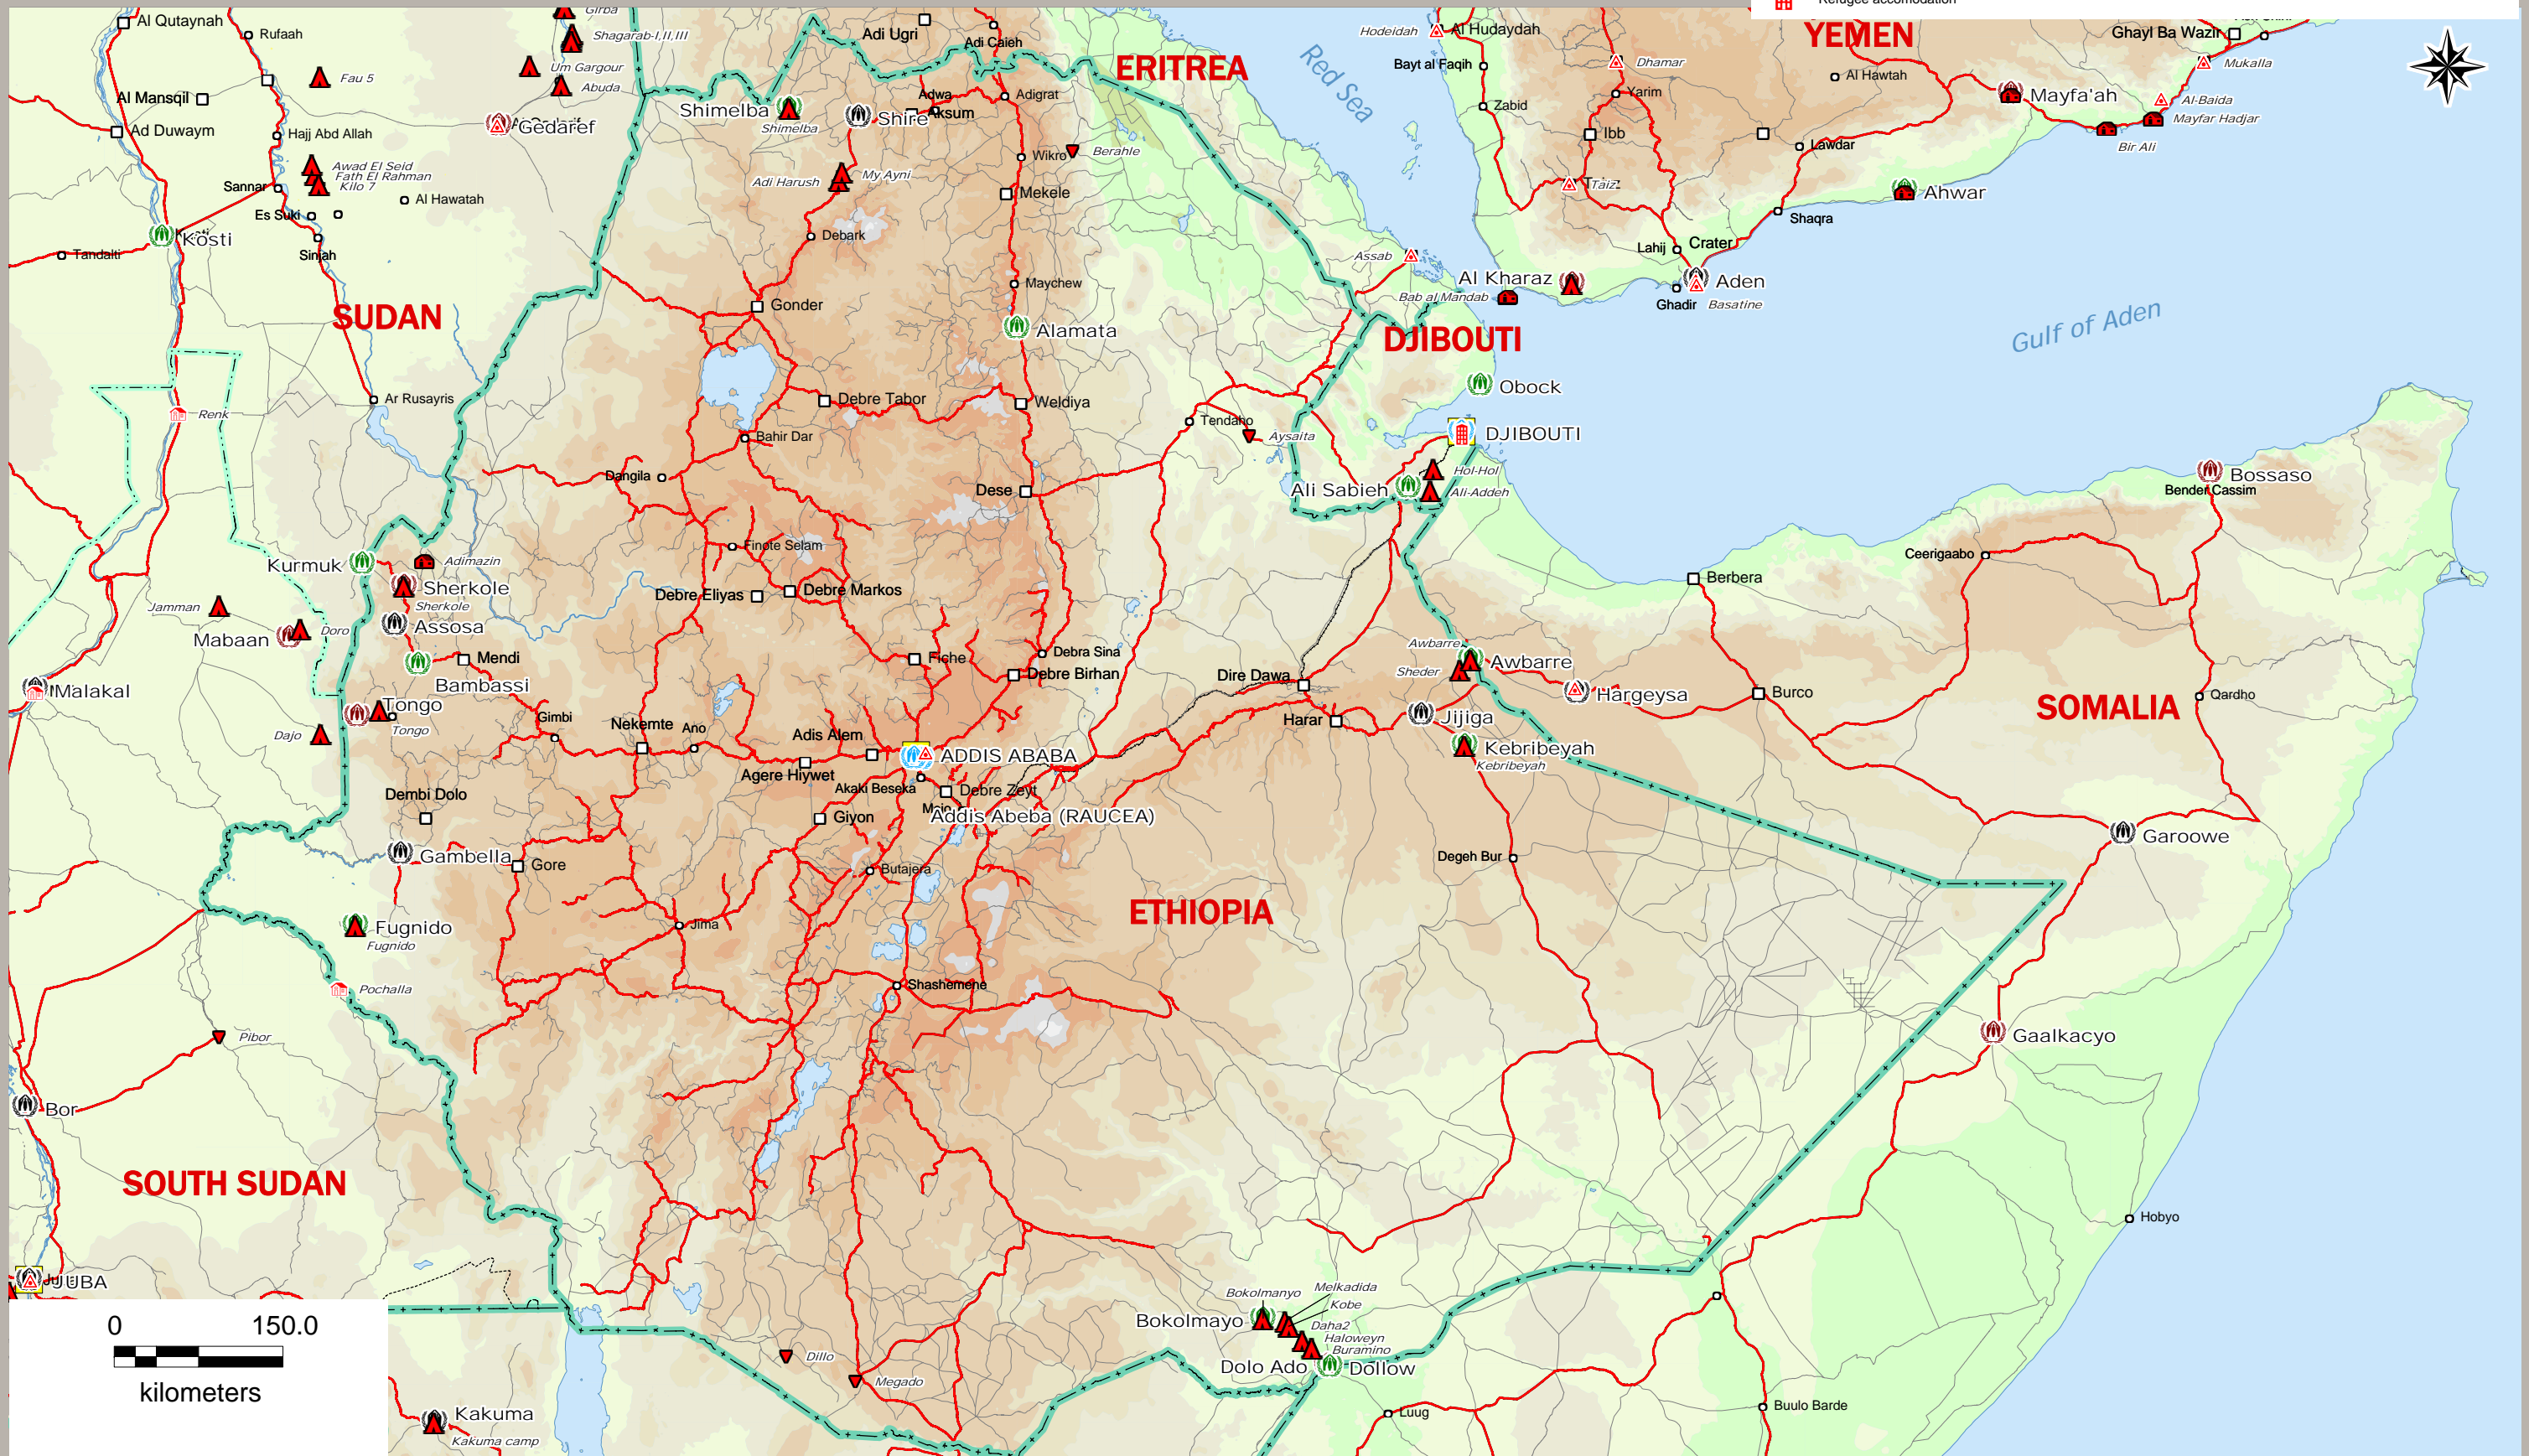 Refugee accomodation
Al Qutaynah
Rufaah
Girba
Shagarab-I,II,III
Adi Ugri
Adi Caieh
ERITREA
Red Sea
Hodeidah
Al Hudaydah
YEMEN
Ghayl Ba Wazir
Fau 5
Um Gargour
Abuda
Bayt al Faqih
Dhamar
Al Hawtah
Mukalla
Al Mansqil
Shimelba
Shimelba
Shire
Adwa
Aksum
Adigrat
Zabid
Yarim
Mayfa'ah
Al-Baida
Mayfar Hadjar
Ad Duwaym
Hajj Abd Allah
Gedaref
Ibb
Lawdar
Bir Ali
Awad El Seid
Fath El Rahman
Kilo 7
Sannar
Adi Harush
My Ayni
Wikro
Berahle
Mekele
Taiz
Ahwar
Es Suki
Al Hawatah
Shaqra
Kosti
Tandalti
Sinjah
Debark
Assab
Lahij
Crater
Maychew
Al Kharaz
Bab al Mandab
Aden
Ghadir
Basatine
SUDAN
Gonder
Alamata
DJIBOUTI
Gulf of Aden
Renk
Ar Rusayris
Debre Tabor
Weldiya
Obock
Bahir Dar
Tendaho
Aysaita
DJIBOUTI
Dangila
Dese
Hol-Hol
Ali Sabieh
Ali-Addeh
Bossaso
Bender Cassim
Finote Selam
Ceerigaabo
Kurmuk
Adimazin
Sherkole
Sherkole
Debre Eliyas
Debre Markos
Berbera
Jamman
Mabaan
Doro
Assosa
Mendi
Bambassi
Fiche
Debra Sina
Debre Birhan
Awbarre
Awbarre
Sheder
Malakal
Dire Dawa
Hargeysa
Burco
Qardho
SOMALIA
Tongo
Tongo
Dajo
Gimbi
Nekemte
Ano
Adis Alem
Harar
Jijiga
Kebribeyah
Kebribeyah
ADDIS ABABA
Agere Hiywet
Akaki Beseka
Debre Zeyt
Mojo
Addis Abeba (RAUCEA)
Dembi Dolo
Giyon
Garoowe
Gambella
Gore
Butajera
Degeh Bur
ETHIOPIA
Fugnido
Fugnido
Jima
Pochalla
Shashemene
Pibor
Gaalkacyo
Bor
SOUTH SUDAN
Hobyo
JUBA
0 150.0
kilometers
Bokolmanyo
Melkadida
Kobe
Bokolmayo
Daha2
Haloweyn
Buramino
Dolo Ado
Dollow
Dillo
Megado
Kakuma
Kakuma camp
Luug
Buulo Barde